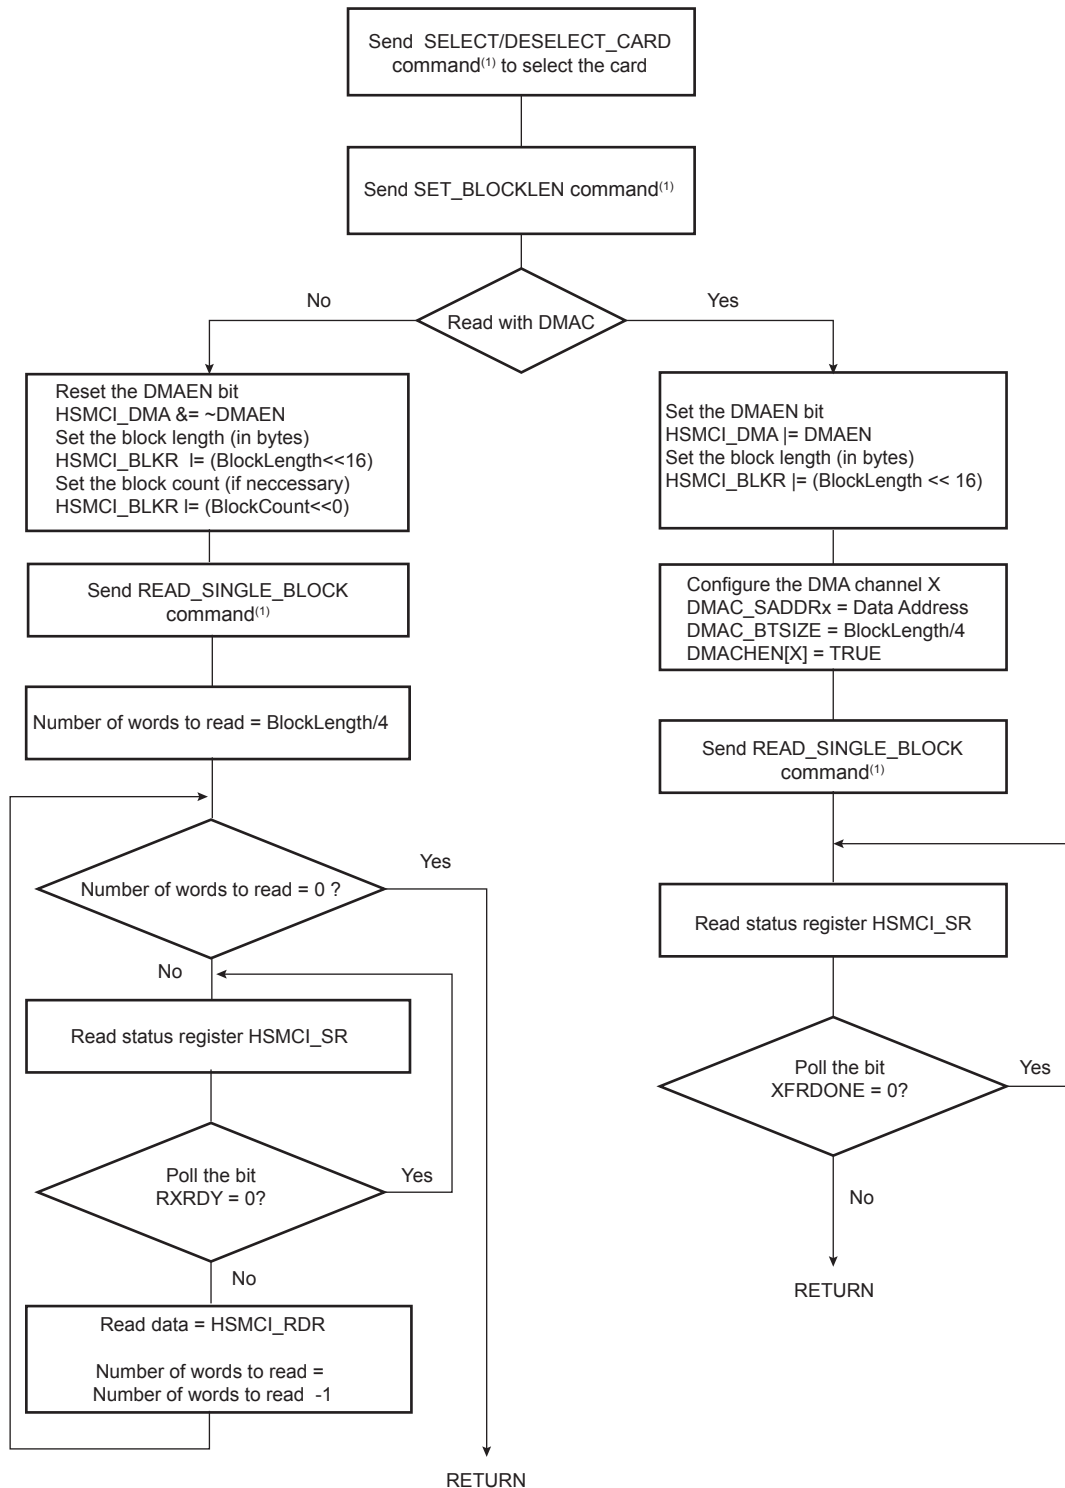 Send SELECT/DESELECT_CARD
command(1) to select the card
Send SET_BLOCKLEN command(1)
No
Yes
Read with DMAC
Reset the DMAEN bit
HSMCI_DMA &= ~DMAEN
Set the block length (in bytes)
HSMCI_BLKR l= (BlockLength<<16)
Set the block count (if neccessary)
HSMCI_BLKR l= (BlockCount<<0)
Send READ_SINGLE_BLOCK
command(1)
Number of words to read = BlockLength/4
Number of words to read = 0 ?
Yes
No
Read status register HSMCI_SR
Poll the bit
RXRDY = 0?
Yes
No
Read data = HSMCI_RDR
Number of words to read =
Number of words to read -1
RETURN
Set the DMAEN bit
HSMCI_DMA |= DMAEN
Set the block length (in bytes)
HSMCI_BLKR |= (BlockLength << 16)
Configure the DMA channel X
DMAC_SADDRx = Data Address
DMAC_BTSIZE = BlockLength/4
DMACHEN[X] = TRUE
Send READ_SINGLE_BLOCK
command(1)
Read status register HSMCI_SR
Poll the bit
XFRDONE = 0?
Yes
No
RETURN